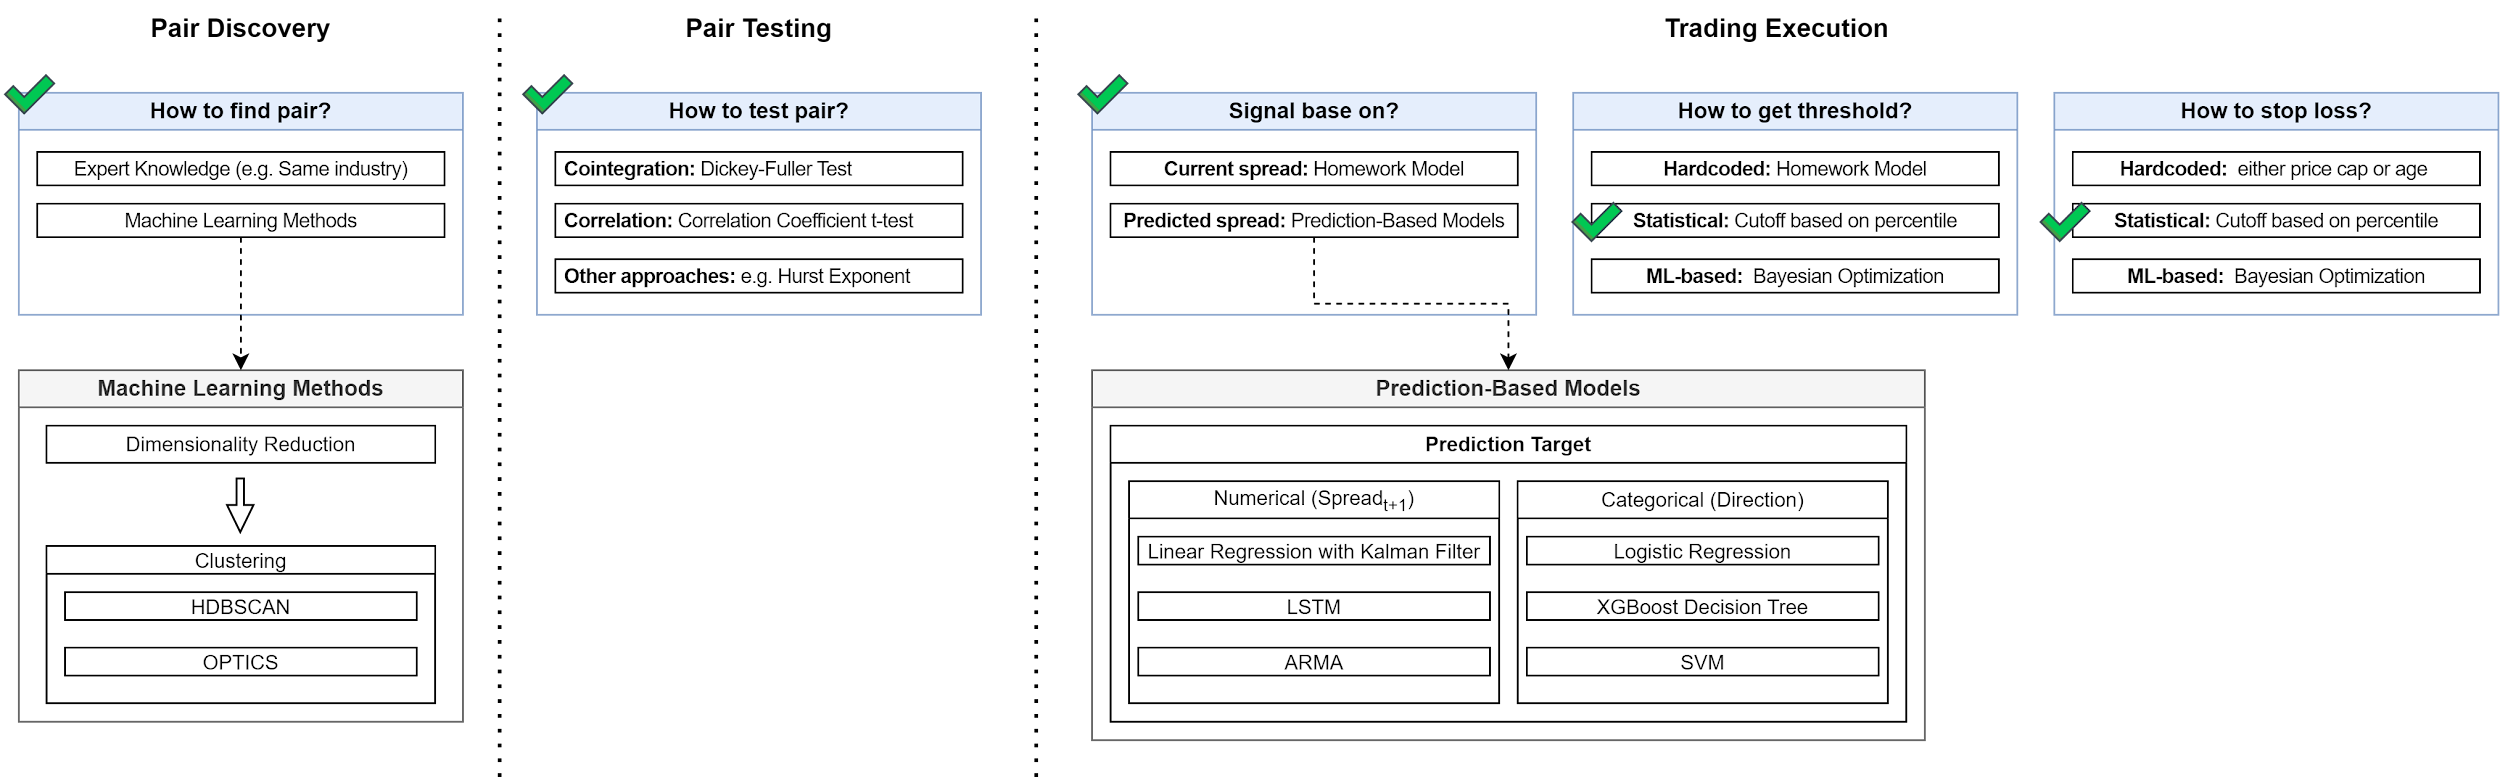 Pair Discovery
How to find pair?
Expert Knowledge (e.g. Same industry)
Machine Learning Methods
Machine Learning Methods
Dimensionality Reduction
Clustering
HDBSCAN
OPTICS
Pair Testing
How to test pair?
Cointegration: Dickey-Fuller Test
Correlation: Correlation Coefficient t-test
Other approaches: e.g. Hurst Exponent
Trading Execution
Signal base on?
Current spread: Homework Model
Predicted spread: Prediction-Based Models
How to get threshold?
Hardcoded: Homework Model
Statistical: Cutoff based on percentile
ML-based: Bayesian Optimization
How to stop loss?
Hardcoded: either price cap or age
Statistical: Cutoff based on percentile
ML-based: Bayesian Optimization
Prediction-Based Models
Prediction Target
Numerical (Spreadt+1)
Linear Regression with Kalman Filter
LSTM
ARMA
Categorical (Direction)
Logistic Regression
XGBoost Decision Tree
SVM